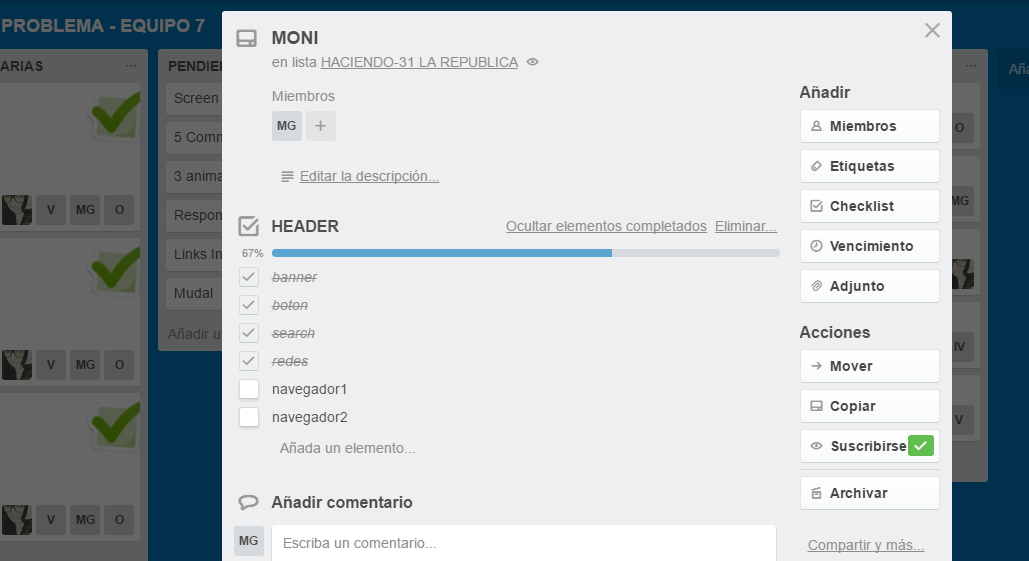 PROBLEMA - EQUIPO 7
ARIAS
V MG O
V MG O
V MG O
PENDIEN
Screen
5 Comm
3 anima
Respon
Links In
Mudal
Añadir u
MONI
en lista HACIENDO-31 LA REPUBLICA
Miembros
MG +
Editar la descripción...
HEADER Ocultar elementos completados Eliminar...
67%
banner
boton
search
redes
navegador1
navegador2
Añada un elemento...
Añadir comentario
MG Escriba un comentario...
Añadir
Miembros
Etiquetas
Checklist
Vencimiento
Adjunto
Acciones
Mover
Copiar
Suscribirse
Archivar
Compartir y más...
Aña
O
MG
IV
V